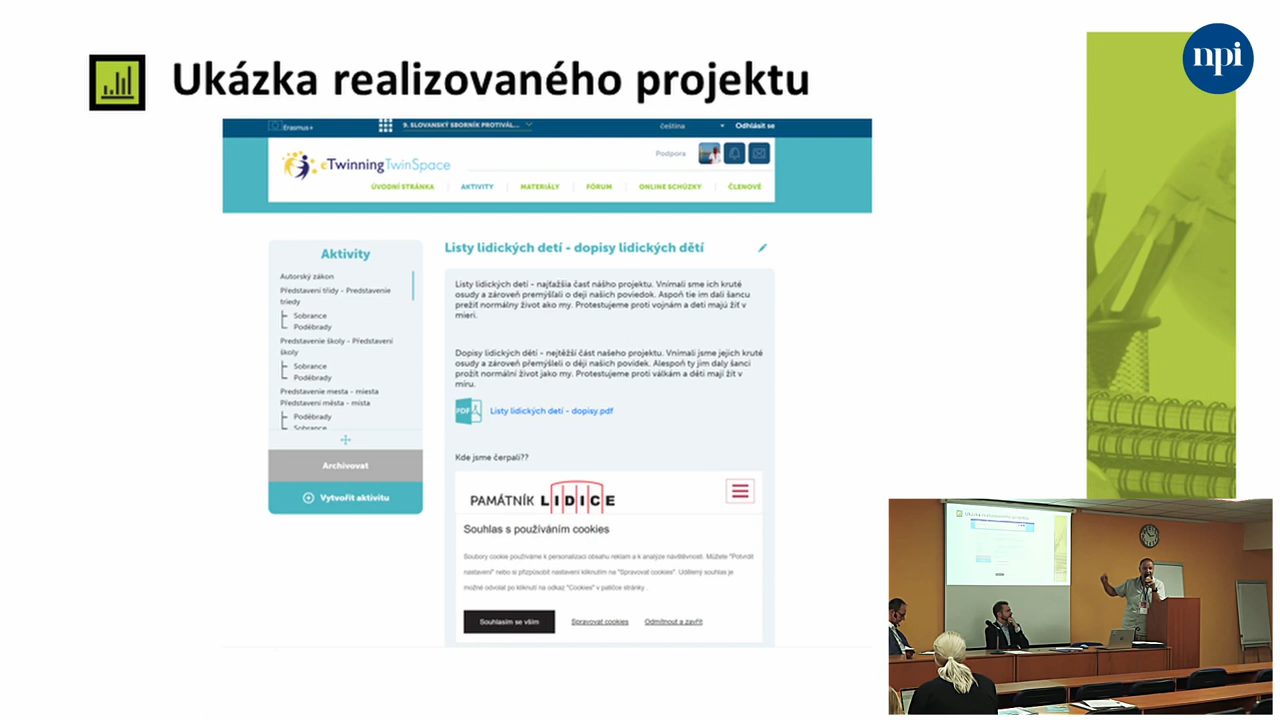 npi
Ukázka realizovaného projektu
Erasmus+
9. SLOVANSKÝ SBORNÍK PROTIVÁL...
čeština
Odhlásit se
eTwinningTwinSpace
Podpora
ÚVODNÍ STRÁNKA
AKTIVITY
MATERIÁLY
FÓRUM
ONLINE SCHŮZKY
ČLENOVÉ
Aktivity
Autorský zákon
Představení třídy - Predstavenie
triedy
Sobrance
Poděbrady
Predstavenie školy - Představení
školy
Sobrance
Poděbrady
Predstavenie mesta - miesta
Představení města - místa
Poděbrady
Sobrance
Archivovat
Vytvořit aktivitu
Listy lidických detí - dopisy lidických dětí
Listy lidických detí - najťažšia časť nášho projektu. Vnímali sme ich kruté
osudy a zároveň premýšľali o deji našich poviedok. Aspoň tie im dali šancu
prežiť normálny život ako my. Protestujeme proti vojnám a deti majú žiť v
mieri.
Dopisy lidických dětí - nejtěžší část našeho projektu. Vnímali jsme jejich kruté
osudy a zároveň přemýšleli o ději našich povídek. Alespoň ty jim daly šanci
prožít normální život jako my. Protestujeme proti válkám a děti mají žít v
míru.
PDF
Listy lidických detí - dopisy.pdf
Kde jsme čerpali??
PAMÁTNÍK LIDICE
Souhlas s používáním cookies
Soubory cookie používáme k personalizaci obsahu reklam a k analýze návštěvnosti. Můžete "Potvrdit
nastavení" nebo si přizpůsobit nastavení kliknutím na "Spravovat cookies". Udělený souhlas je
možné odvolat po kliknutí na odkaz "Cookies" v patičce stránky .
Souhlasím se vším
Spravovat cookies
Odmítnout a zavřít
Ukázka realizovaného projektu